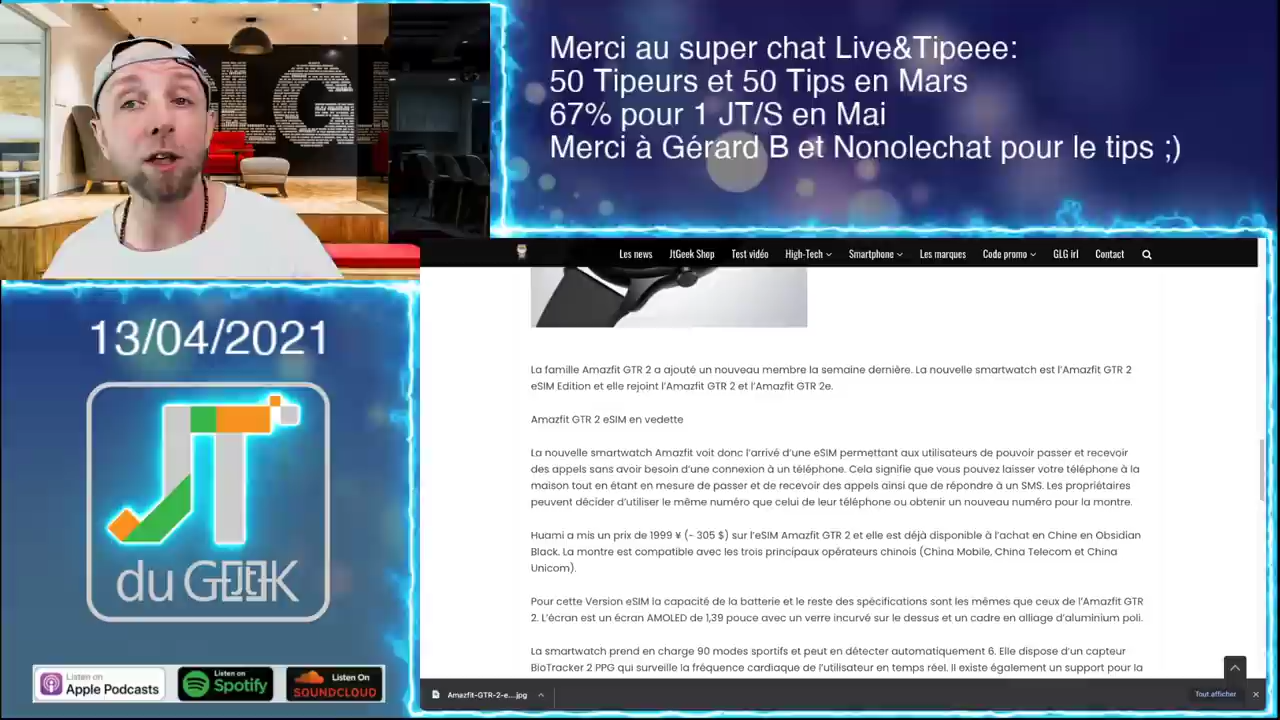 Merci au super chat Live&Tipeee:
50 Tipeurs et 50 Tips en Mars
67% pour 1 JT/S en Mai
Merci à Gérard B et Nonolechat pour le tips ;)
Les news JtGeek Shop Test vidéo High-Tech Smartphone Les marques Code promo GLG irl Contact
13/04/2021
JT
du GEEK
Listen on
Apple Podcasts
Listen on
Spotify
Listen On
SOUNDCLOUD
La famille Amazfit GTR 2 a ajouté un nouveau membre la semaine dernière. La nouvelle smartwatch est l'Amazfit GTR 2
eSIM Edition et elle rejoint l'Amazfit GTR 2 et l'Amazfit GTR 2e.
Amazfit GTR 2 eSIM en vedette
La nouvelle smartwatch Amazfit voit donc l'arrivé d'une eSIM permettant aux utilisateurs de pouvoir passer et recevoir
des appels sans avoir besoin d'une connexion à un téléphone. Cela signifie que vous pouvez laisser votre téléphone à la
maison tout en étant en mesure de passer et de recevoir des appels ainsi que de répondre à un SMS. Les propriétaires
peuvent décider d'utiliser le même numéro que celui de leur téléphone ou obtenir un nouveau numéro pour la montre.
Huami a mis un prix de 1999 ¥ (~ 305 $) sur l'eSIM Amazfit GTR 2 et elle est déjà disponible à l'achat en Chine en Obsidian
Black. La montre est compatible avec les trois principaux opérateurs chinois (China Mobile, China Telecom et China
Unicom).
Pour cette Version eSIM la capacité de la batterie et le reste des spécifications sont les mêmes que ceux de l'Amazfit GTR
2. L'écran est un écran AMOLED de 1,39 pouce avec un verre incurvé sur le dessus et un cadre en alliage d'aluminium poli.
La smartwatch prend en charge 90 modes sportifs et peut en détecter automatiquement 6. Elle dispose d'un capteur
BioTracker 2 PPG qui surveille la fréquence cardiaque de l'utilisateur en temps réel. Il existe également un support pour la
Amazfit-GTR-2-e....jpg
Tout afficher